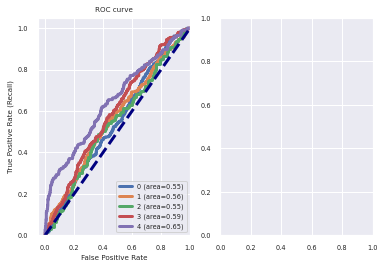 ROC curve
True Positive Rate (Recall)
1.0
0.8
0.6
0.4
0.2
0.0
0 (area=0.55)
1 (area=0.56)
2 (area=0.55)
3 (area=0.59)
4 (area=0.65)
0.0 0.2 0.4 0.6 0.8 1.0
False Positive Rate
1.0
0.8
0.6
0.4
0.2
0.0
0.0 0.2 0.4 0.6 0.8 1.0